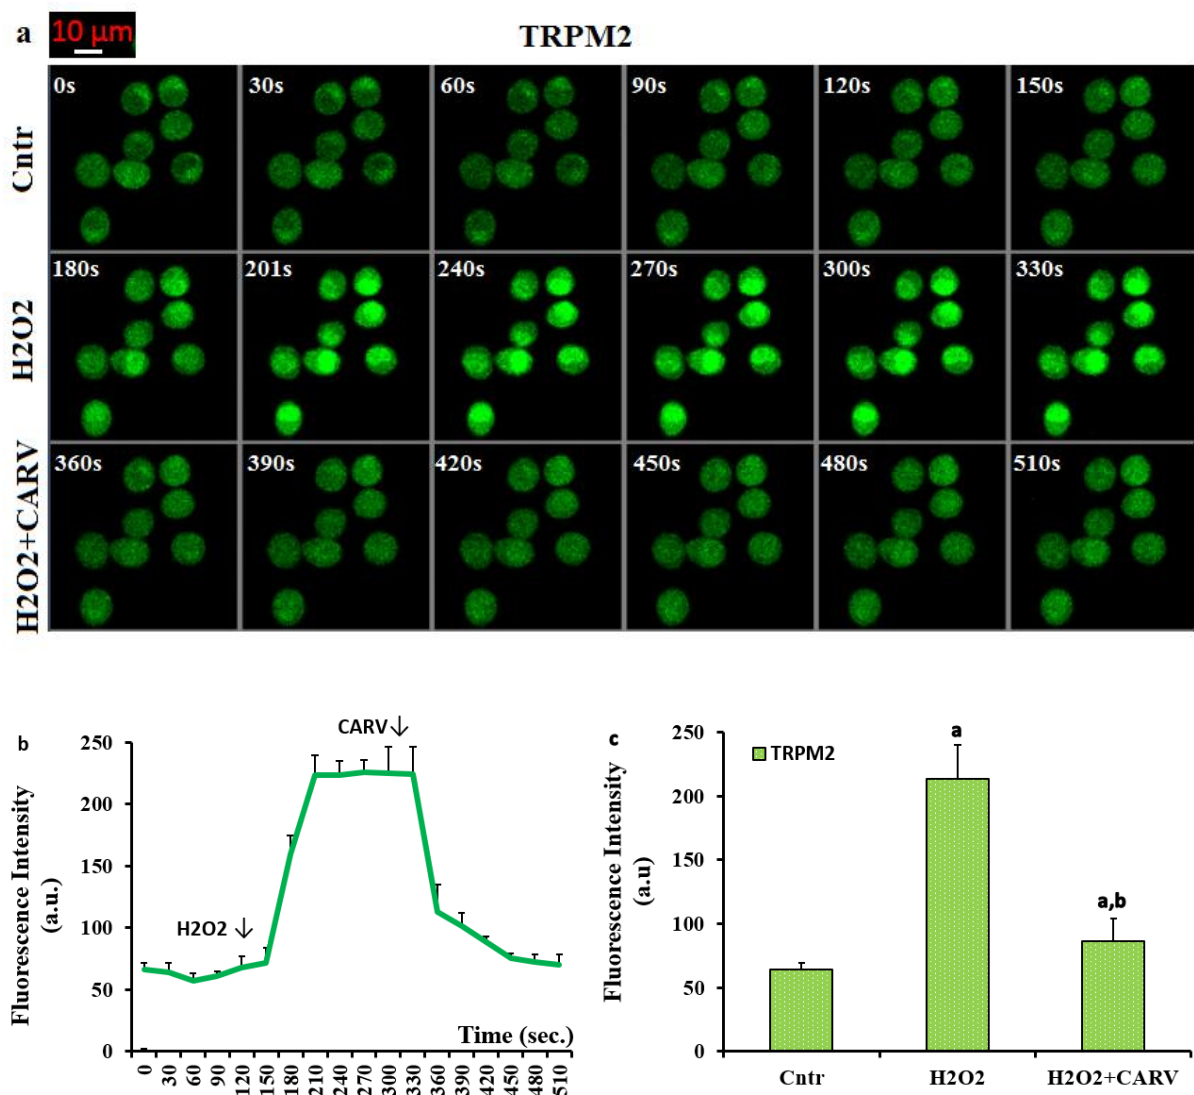 a
10 µm
TRPM2
Cntr
0s 30s 60s 90s 120s 150s
H2O2
180s 201s 240s 270s 300s 330s
H2O2+CARV
360s 390s 420s 450s 480s 510s
b
Fluorescence Intensity
(a.u.)
250
200
150
100
50
0
H2O2 ↓
CARV↓
Time (sec.)
0 30 60 90 120 150 180 210 240 270 300 330 360 390 420 450 480 510
c
Fluorescence Intensity
(a.u)
250
200
150
100
50
0
TRPM2
a
a,b
Cntr H2O2 H2O2+CARV